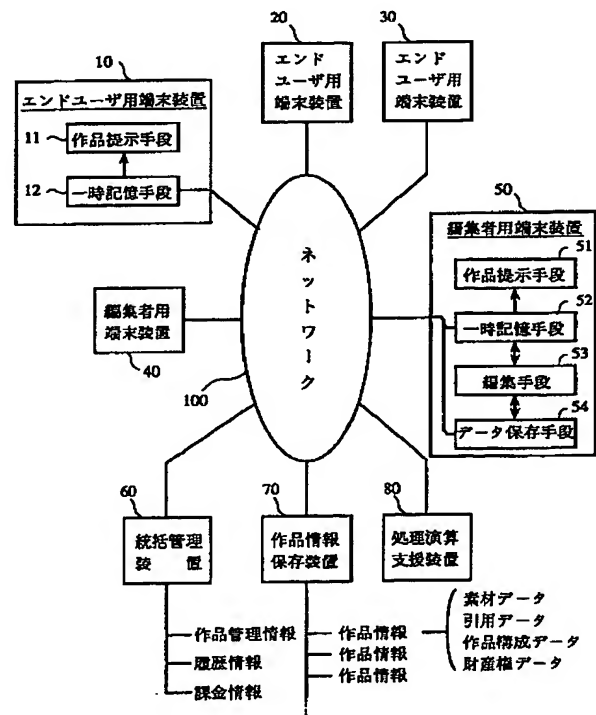 20
エンド
ユーザ用
端末装置
30
エンド
ユーザ用
端末装置
10
エンドユーザ用端末装置
11
作品提示手段
12
一時記憶手段
ネットワーク
100
編集者用
端末装置
40
50
編集者用端末装置
51
作品提示手段
52
一時記憶手段
53
編集手段
54
データ保存手段
60
統括管理
装置
70
作品情報
保存装置
80
処理演算
支援装置
作品管理情報
履歴情報
課金情報
作品情報
作品情報
作品情報
素材データ
引用データ
作品構成データ
財産権データ